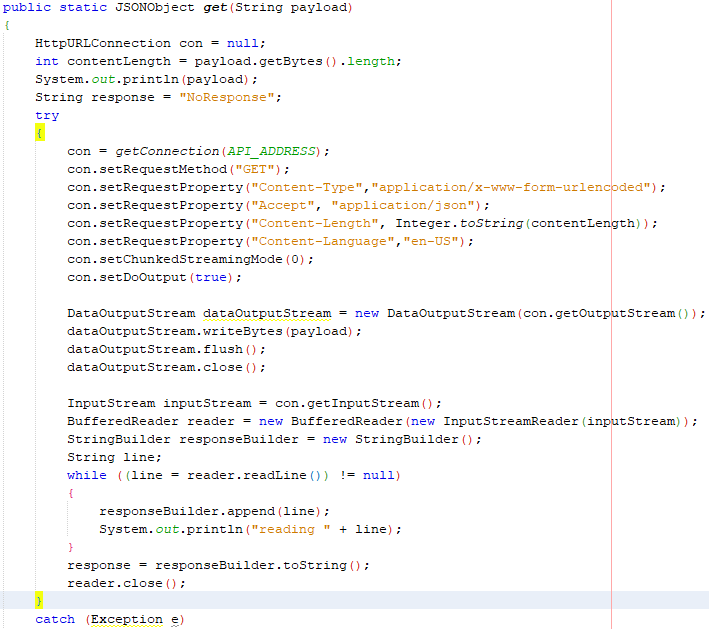 public static JSONObject get(String payload)
{
HttpURLConnection con = null;
int contentLength = payload.getBytes().length;
System.out.println(payload);
String response = "NoResponse";
try
{
con = getConnection(API_ADDRESS);
con.setRequestMethod("GET");
con.setRequestProperty("Content-Type","application/x-www-form-urlencoded");
con.setRequestProperty("Accept", "application/json");
con.setRequestProperty("Content-Length", Integer.toString(contentLength));
con.setRequestProperty("Content-Language","en-US");
con.setChunkedStreamingMode(0);
con.setDoOutput(true);
DataOutputStream dataOutputStream = new DataOutputStream(con.getOutputStream());
dataOutputStream.writeBytes(payload);
dataOutputStream.flush();
dataOutputStream.close();
InputStream inputStream = con.getInputStream();
BufferedReader reader = new BufferedReader(new InputStreamReader(inputStream));
StringBuilder responseBuilder = new StringBuilder();
String line;
while ((line = reader.readLine()) != null)
{
responseBuilder.append(line);
System.out.println("reading " + line);
}
response = responseBuilder.toString();
reader.close();
}
catch (Exception e)